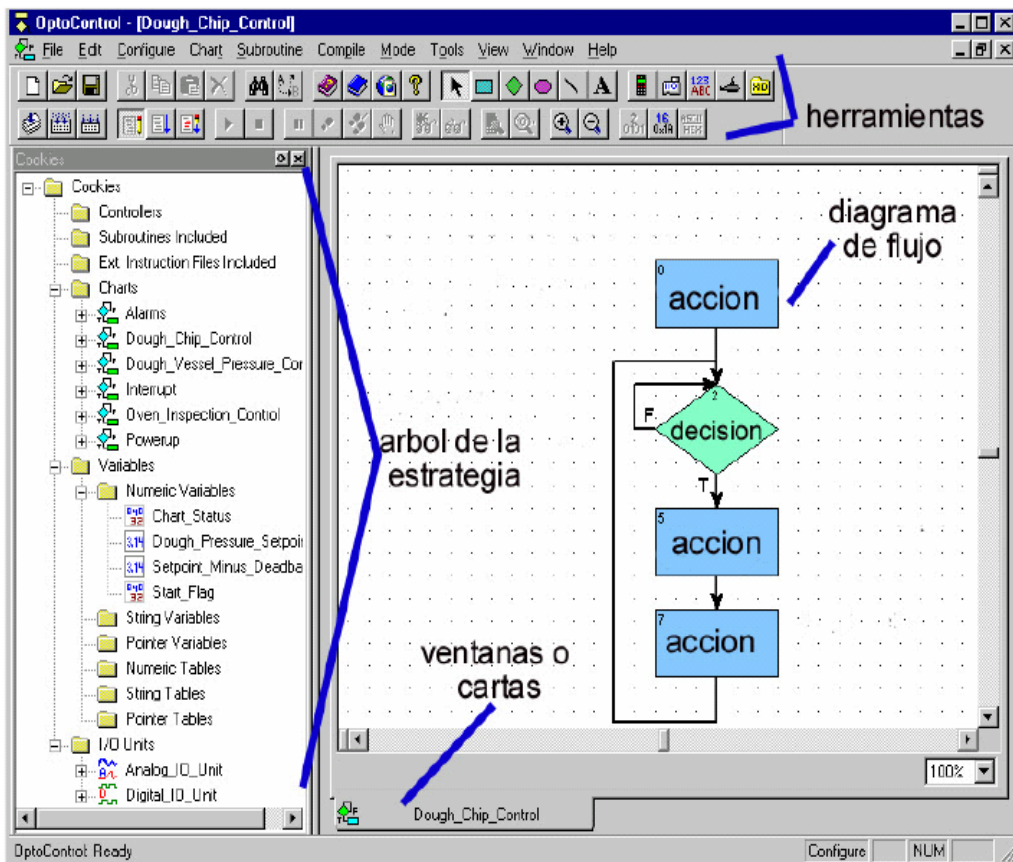 OptoControl - [Dough_Chip_Control]
File Edit Configure Chart Subroutine Compile Mode Tools View Window Help
herramientas
Cookies
Cookies
Controlers
Subroutines Included
Ext. Instruction Files Included
Charts
Alarms
Dough_Chip_Control
Dough_Vessel_Pressure_Cor
Interrupt
Oven_Inspection_Control
Powerup
Variables
Numeric Variables
Chart_Status
Dough_Pressure_Setpoi
Setpoint_Minus_Deadba
Start_Flag
String Variables
Pointer Variables
Numeric Tables
String Tables
Pointer Tables
I/O Units
Analog_IO_Unit
Digital_IO_Unit
arbol de la
estrategia
diagrama
de flujo
0
accion
2
decision
F
T
5
accion
7
accion
ventanas o
cartas
100%
Dough_Chip_Control
OptoControl: Ready
Configure NUM